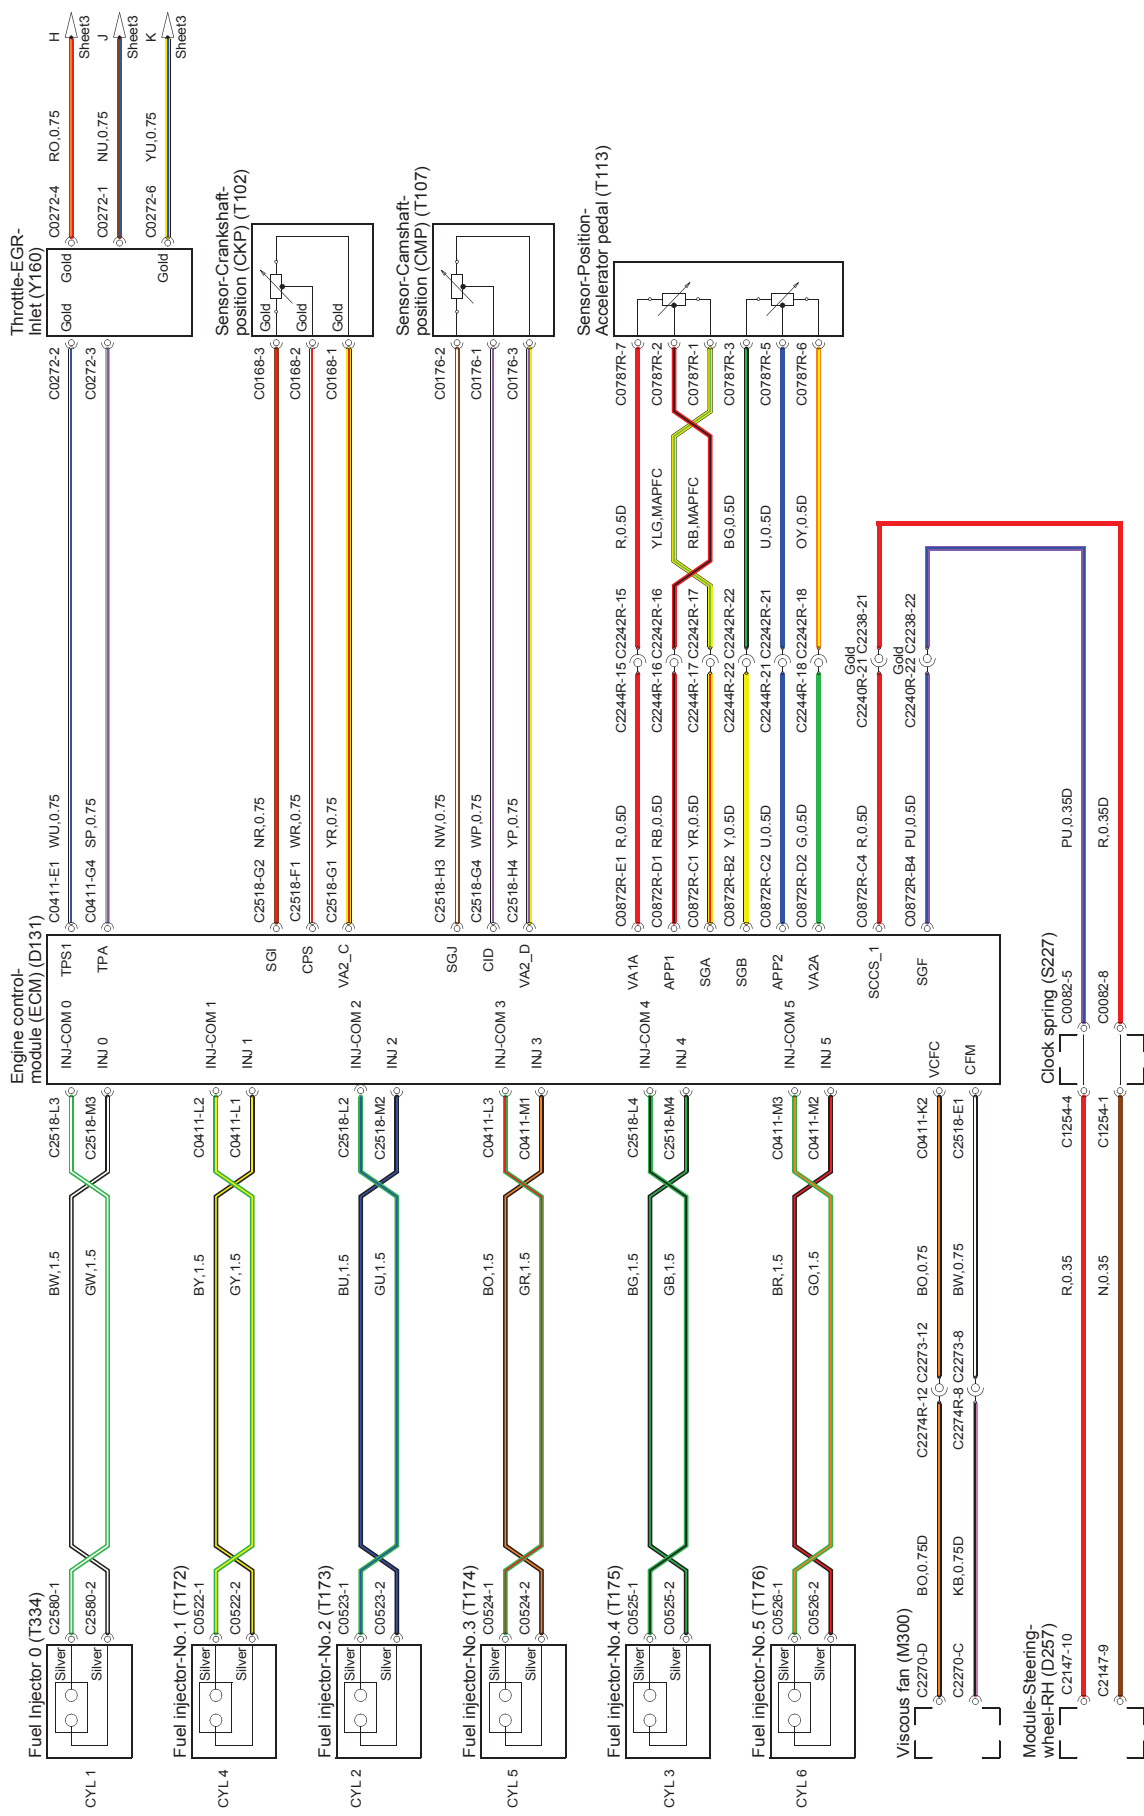 H
Sheet3
J
Sheet3
K
Sheet3
RO,0.75
NU,0.75
YU,0.75
C0272-4
C0272-1
C0272-6
Throttle-EGR-
Inlet (Y160)
Gold
Gold
Gold
C0272-2
C0272-3
WU,0.75
SP,0.75
C0411-E1
C0411-G4
Sensor-Crankshaft-
position (CKP) (T102)
Gold
Gold
Gold
C0168-3
C0168-2
C0168-1
NR,0.75
WR,0.75
YR,0.75
C2518-G2
C2518-F1
C2518-G1
Sensor-Camshaft-
position (CMP) (T107)
C0176-2
C0176-1
C0176-3
NW,0.75
WP,0.75
YP,0.75
C2518-H3
C2518-G4
C2518-H4
Sensor-Position-
Accelerator pedal (T113)
C0787R-7
C0787R-2
C0787R-1
C0787R-3
C0787R-5
C0787R-6
R,0.5D
YLG,MAPFC
RB,MAPFC
BG,0.5D
U,0.5D
OY,0.5D
C2244R-15 C2242R-15
C2244R-16 C2242R-16
C2244R-17 C2242R-17
C2244R-22 C2242R-22
C2244R-21 C2242R-21
C2244R-18 C2242R-18
Gold
C2240R-21 C2238-21
Gold
C2240R-22 C2238-22
C0872R-E1 R,0.5D
C0872R-D1 RB,0.5D
C0872R-C1 YR,0.5D
C0872R-B2 Y,0.5D
C0872R-C2 U,0.5D
C0872R-D2 G,0.5D
C0872R-C4 R,0.5D
C0872R-B4 PU,0.5D
PU,0.35D
R,0.35D
Engine control-
module (ECM) (D131)
TPS1
TPA
SGI
CPS
VA2_C
SGJ
CID
VA2_D
VA1A
APP1
SGA
SGB
APP2
VA2A
SCCS_1
SGF
INJ-COM 0
INJ 0
INJ-COM 1
INJ 1
INJ-COM 2
INJ 2
INJ-COM 3
INJ 3
INJ-COM 4
INJ 4
INJ-COM 5
INJ 5
VCFC
CFM
Clock spring (S227)
C0082-5
C0082-8
C2518-L3
C2518-M3
C0411-L2
C0411-L1
C2518-L2
C2518-M2
C0411-L3
C0411-M1
C2518-L4
C2518-M4
C0411-M3
C0411-M2
C0411-K2
C2518-E1
C1254-4
C1254-1
BW,1.5
GW,1.5
BY,1.5
GY,1.5
BU,1.5
GU,1.5
BO,1.5
GR,1.5
BG,1.5
GB,1.5
BR,1.5
GO,1.5
BO,0.75
BW,0.75
R,0.35
N,0.35
C2274R-12 C2273-12
C2274R-8 C2273-8
BO,0.75D
KB,0.75D
Fuel Injector 0 (T334)
C2580-1
C2580-2
Silver
Silver
CYL 1
Fuel injector-No.1 (T172)
C0522-1
C0522-2
Silver
Silver
CYL 4
Fuel injector-No.2 (T173)
C0523-1
C0523-2
Silver
Silver
CYL 2
Fuel injector-No.3 (T174)
C0524-1
C0524-2
Silver
Silver
CYL 5
Fuel injector-No.4 (T175)
C0525-1
C0525-2
Silver
Silver
CYL 3
Fuel injector-No.5 (T176)
C0526-1
C0526-2
Silver
Silver
CYL 6
Viscous fan (M300)
C2270-D
C2270-C
Module-Steering-
wheel-RH (D257)
C2147-10
C2147-9